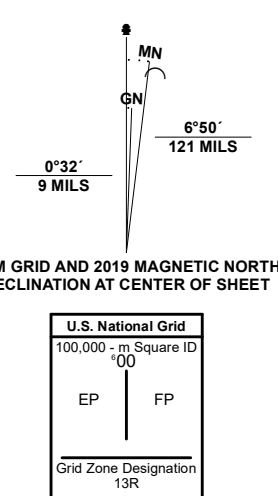 MN
GN
6°50´
121 MILS
0°32´
9 MILS
M GRID AND 2019 MAGNETIC NORTH
ECLINATION AT CENTER OF SHEET
U.S. National Grid
100,000 - m Square ID
⁶00
EP FP
Grid Zone Designation
13R